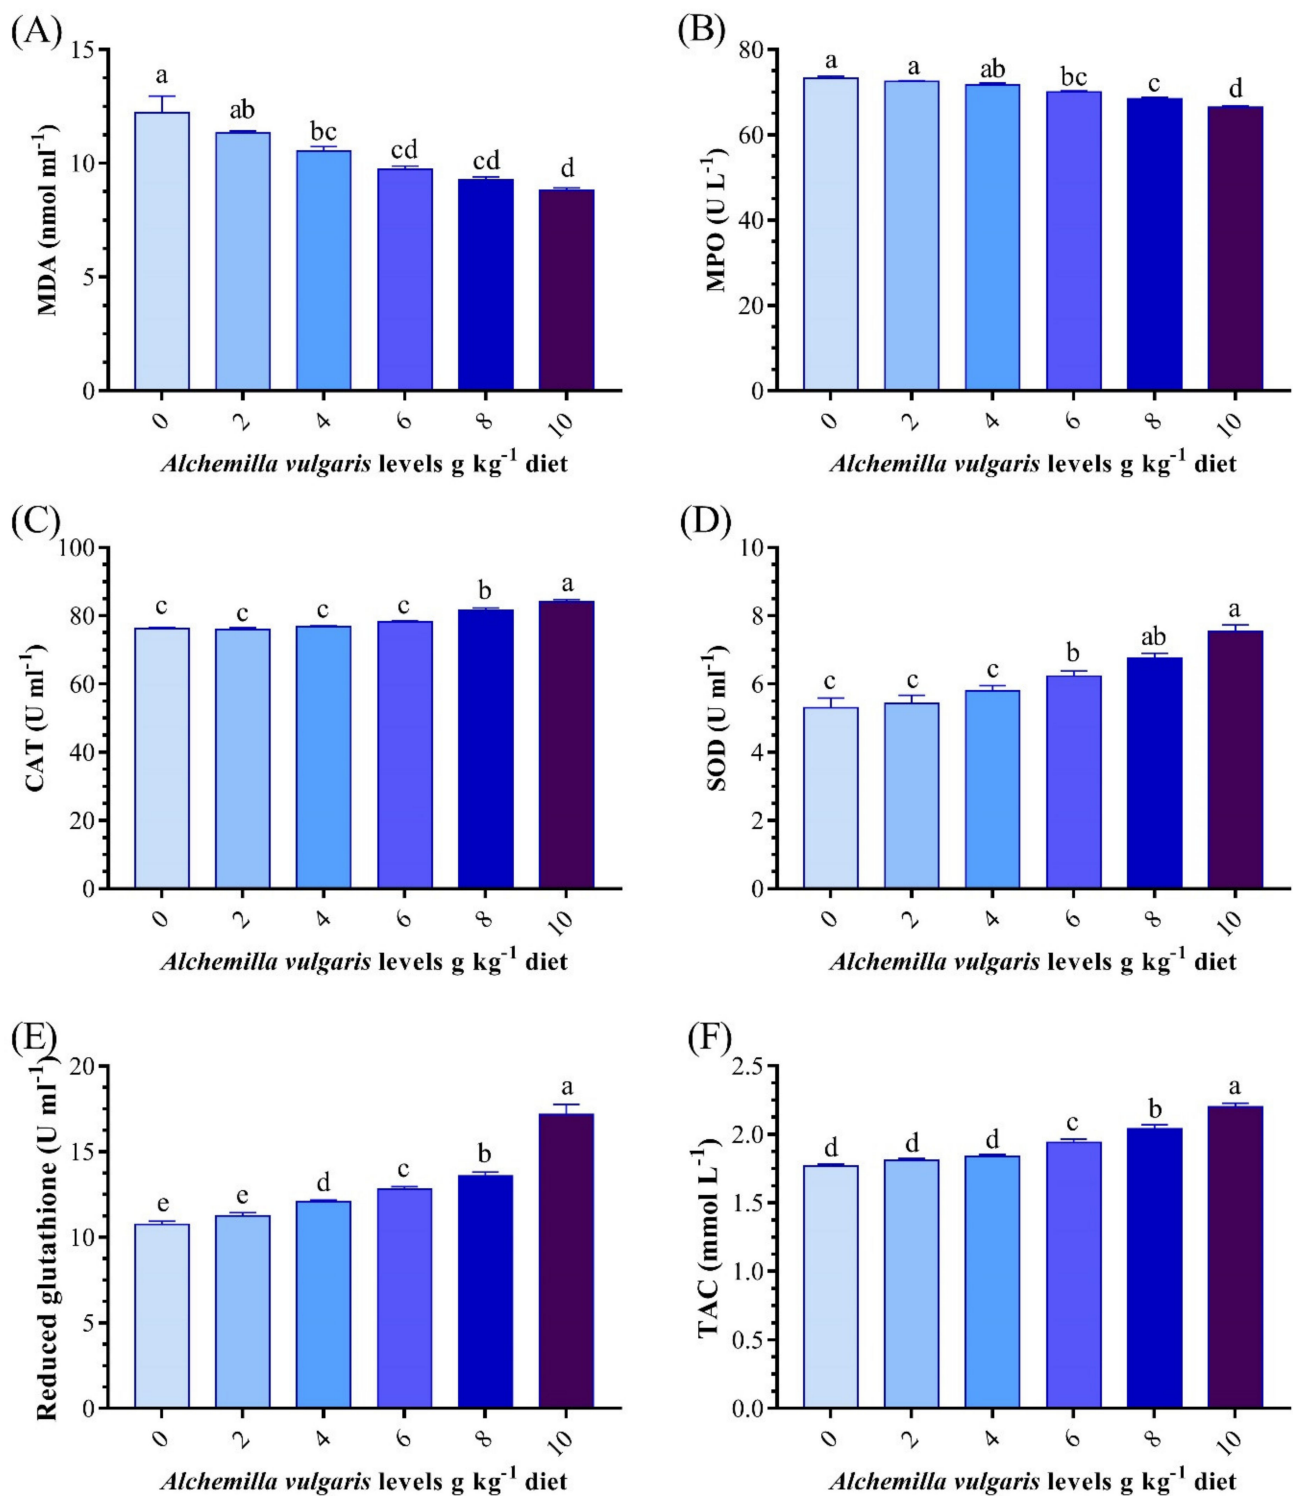 (A)
MDA (nmol ml⁻¹)
15
10
5
0
a
ab
bc
cd
cd
d
0 2 4 6 8 10
Alchemilla vulgaris levels g kg⁻¹ diet
(B)
MPO (U L⁻¹)
80
60
40
20
0
a
a
ab
bc
c
d
0 2 4 6 8 10
Alchemilla vulgaris levels g kg⁻¹ diet
(C)
CAT (U ml⁻¹)
100
80
60
40
20
0
c
c
c
c
b
a
0 2 4 6 8 10
Alchemilla vulgaris levels g kg⁻¹ diet
(D)
SOD (U ml⁻¹)
10
8
6
4
2
0
c
c
c
b
ab
a
0 2 4 6 8 10
Alchemilla vulgaris levels g kg⁻¹ diet
(E)
Reduced glutathione (U ml⁻¹)
20
15
10
5
0
e
e
d
c
b
a
0 2 4 6 8 10
Alchemilla vulgaris levels g kg⁻¹ diet
(F)
TAC (mmol L⁻¹)
2.5
2.0
1.5
1.0
0.5
0.0
d
d
d
c
b
a
0 2 4 6 8 10
Alchemilla vulgaris levels g kg⁻¹ diet